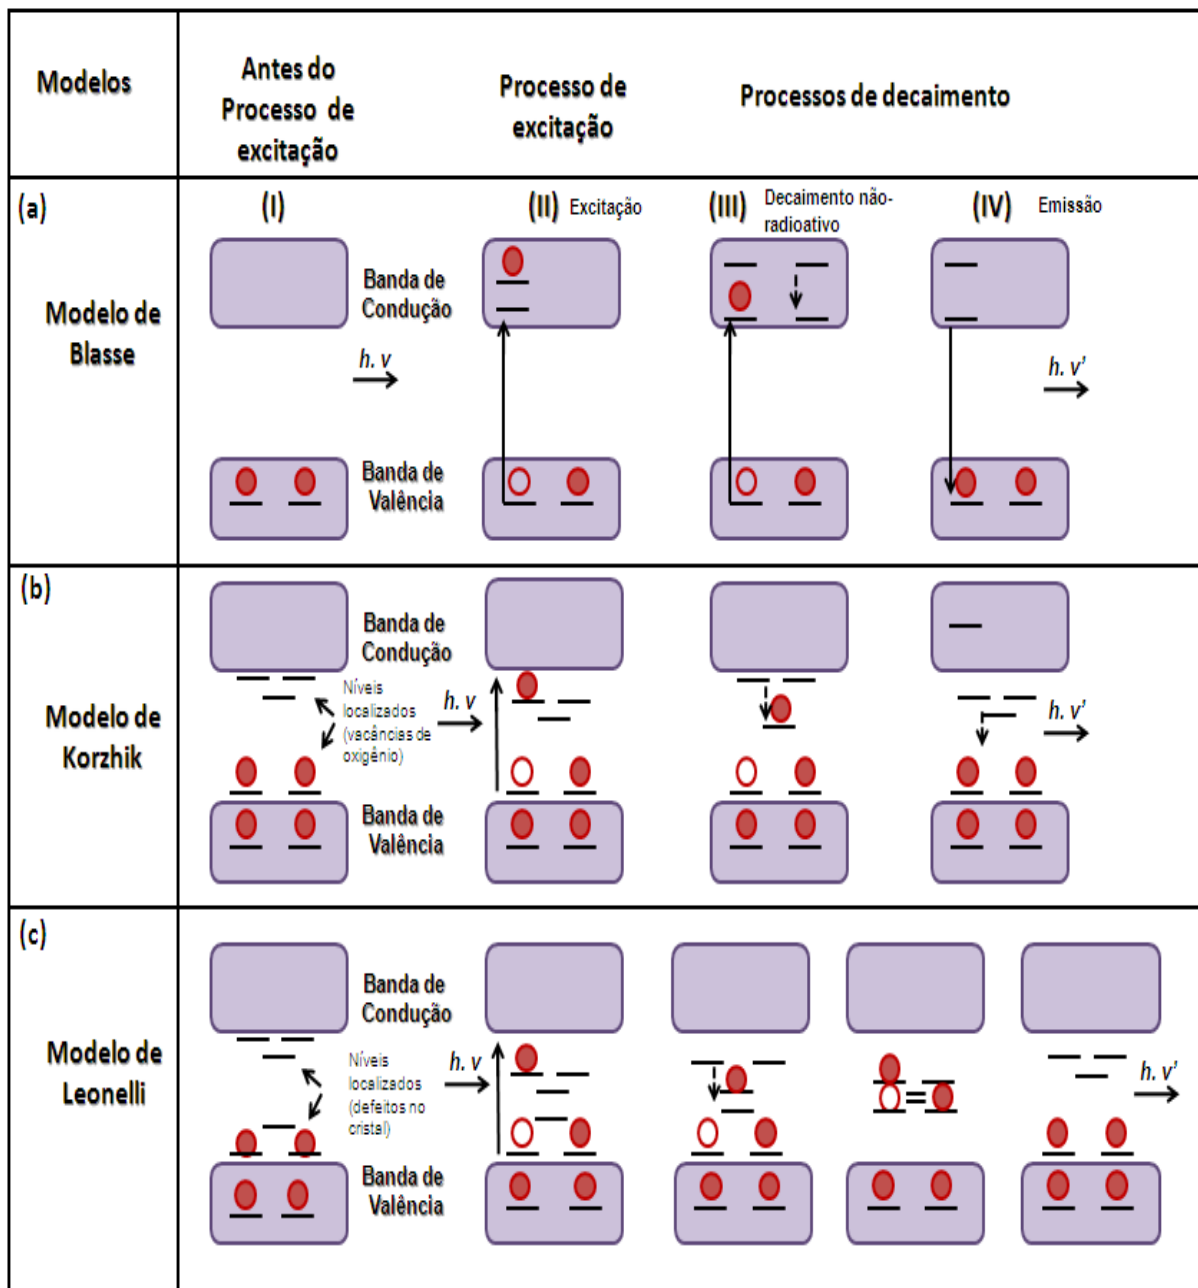 Modelos
Antes do
Processo de
excitação
Processo de
excitação
Processos de decaimento
(a)
Modelo de
Blasse
(I)
Banda de
Condução
h. v
Banda de
Valência
(II) Excitação
(III) Decaimento não-
radioativo
(IV) Emissão
h. v'
(b)
Modelo de
Korzhik
Banda de
Condução
Níveis
localizados
(vacâncias de
oxigênio)
h. v
Banda de
Valência
h. v'
(c)
Modelo de
Leonelli
Banda de
Condução
Níveis
localizados
(defeitos no
cristal)
h. v
Banda de
Valência
h. v'